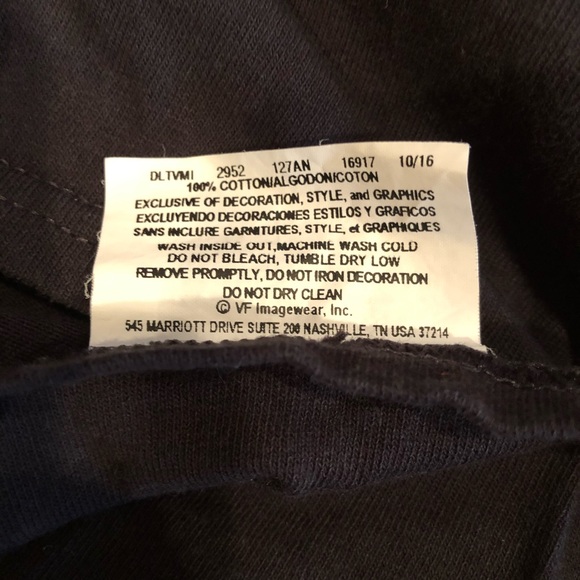 DLTVMI 2952 127AN 16917 10/16
100% COTTON/ALGODON/COTON
EXCLUSIVE OF DECORATION, STYLE, and GRAPHICS
EXCLUYENDO DECORACIONES ESTILOS Y GRAFICOS
SANS INCLURE GARNITURES, STYLE, et GRAPHIQUES
WASH INSIDE OUT, MACHINE WASH COLD
DO NOT BLEACH, TUMBLE DRY LOW
REMOVE PROMPTLY, DO NOT IRON DECORATION
DO NOT DRY CLEAN
© VF Imagewear, Inc.
545 MARRIOTT DRIVE SUITE 200 NASHVILLE, TN USA 37214